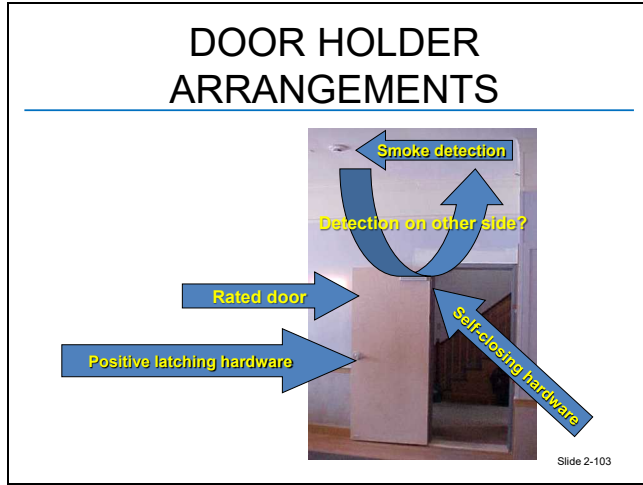 DOOR HOLDER
ARRANGEMENTS
Smoke detection
Detection on other side?
Rated door
Self-closing hardware
Positive latching hardware
Slide 2-103